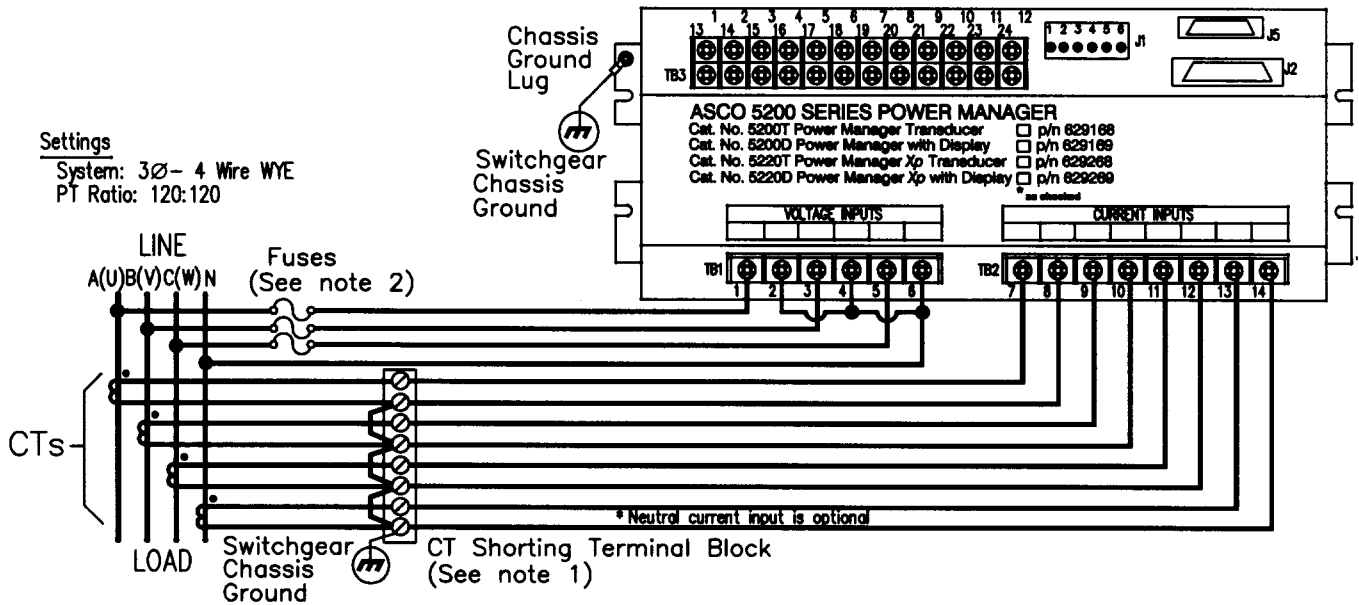 1 2 3 4 5 6 7 8 9 10 11 12
13 14 15 16 17 18 19 20 21 22 23 24
TB3
1 2 3 4 5 6
J1
J5
J2
Chassis
Ground
Lug
Switchgear
Chassis
Ground
ASCO 5200 SERIES POWER MANAGER
Cat. No. 5200T Power Manager Transducer □ p/n 629168
Cat. No. 5200D Power Manager with Display □ p/n 629169
Cat. No. 5220T Power Manager Xp Transducer □ p/n 629268
Cat. No. 5220D Power Manager Xp with Display □ p/n 629269
* as checked
Settings
System: 3Ø- 4 Wire WYE
PT Ratio: 120:120
VOLTAGE INPUTS
CURRENT INPUTS
LINE
A(U)B(V)C(W) N
Fuses
(See note 2)
TB1
1 2 3 4 5 6
TB2
7 8 9 10 11 12 13 14
CTs
* Neutral current input is optional
LOAD
Switchgear
Chassis
Ground
CT Shorting Terminal Block
(See note 1)